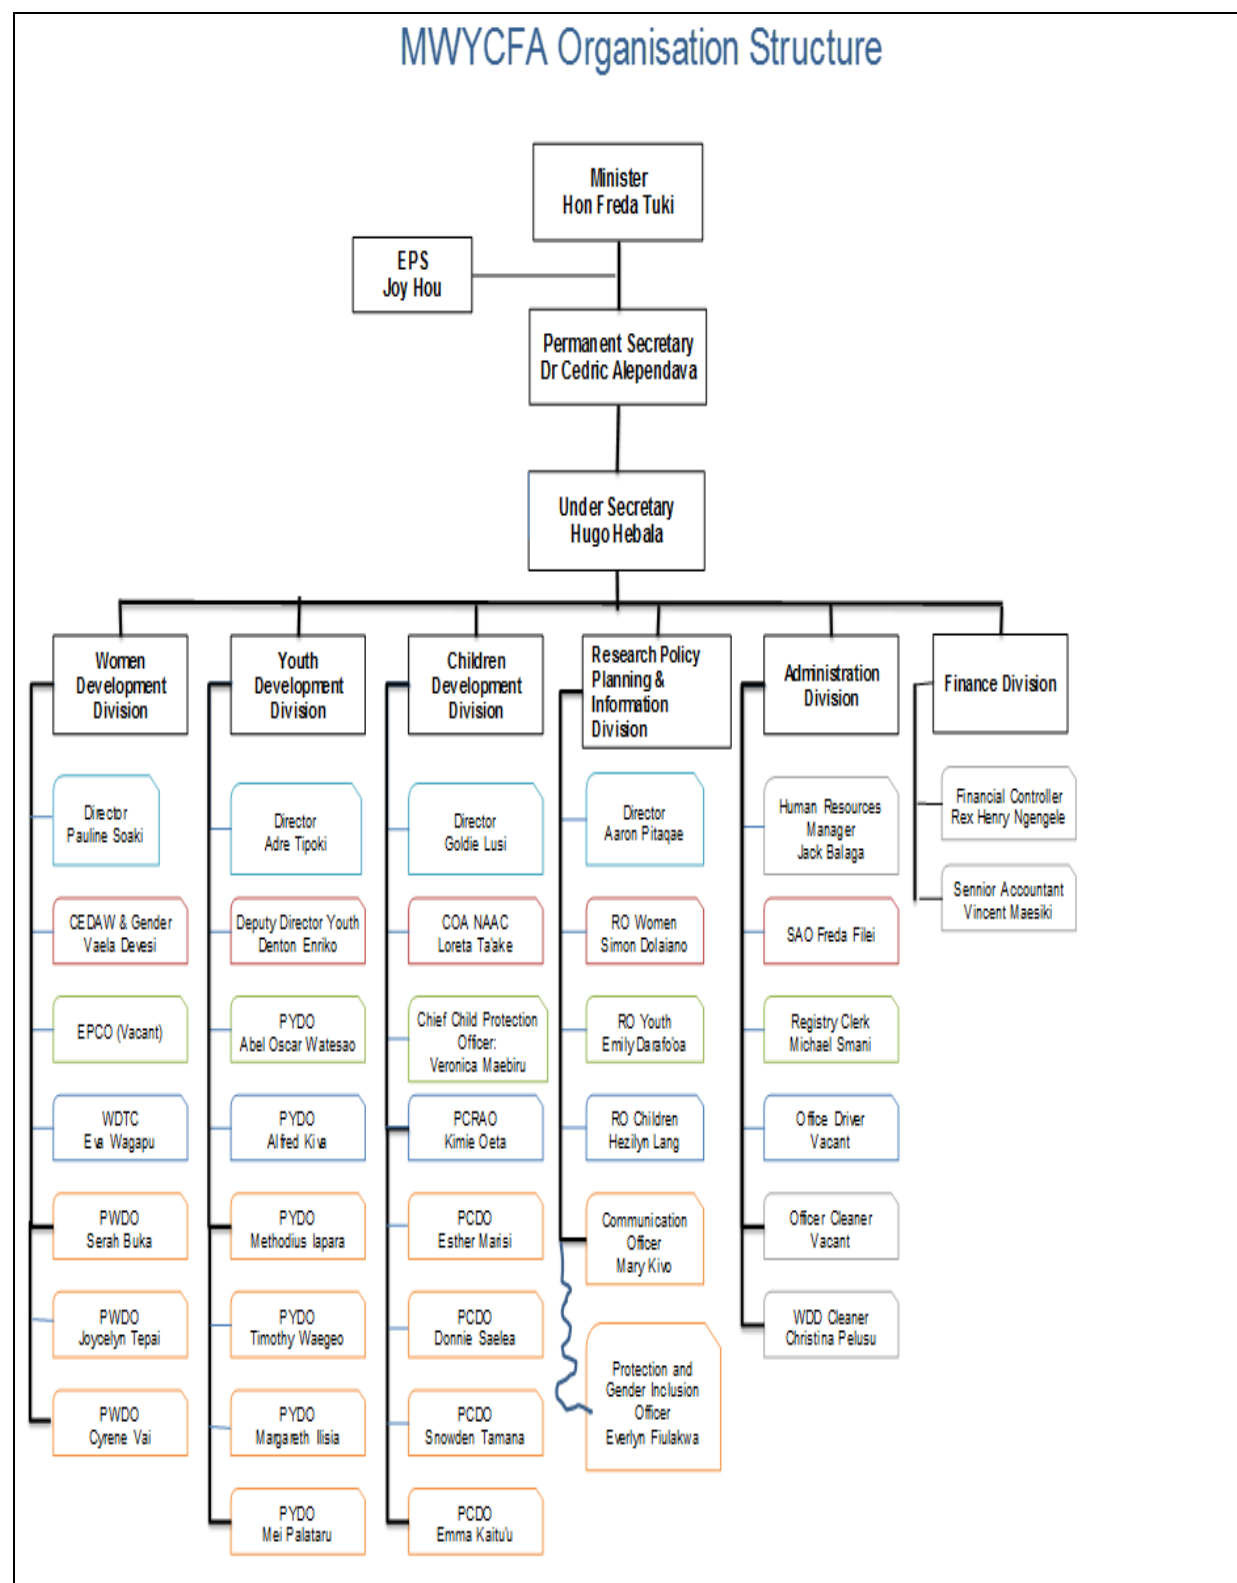 MWYCFA Organisation Structure
Minister
Hon Freda Tuki
EPS
Joy Hou
Permanent Secretary
Dr Cedric Alependava
Under Secretary
Hugo Hebala
Women
Development
Division
Youth
Development
Division
Children
Development
Division
Research Policy
Planning &
Information
Division
Administration
Division
Finance Division
Director
Pauline Soaki
CEDAW & Gender
Vaela Devesi
EPCO (Vacant)
WDTC
Eva Wagapu
PWDO
Serah Buka
PWDO
Joycelyn Tepai
PWDO
Cyrene Vai
Director
Adre Tipoki
Deputy Director Youth
Denton Enriko
PYDO
Abel Oscar Watesao
PYDO
Alfred Kiva
PYDO
Methodius Iapara
PYDO
Timothy Waegeo
PYDO
Margareth Ilisia
PYDO
Mei Palataru
Director
Goldie Lusi
COA NAAC
Loreta Ta'ake
Chief Child Protection
Officer:
Veronica Maebiru
PCRAO
Kimie Oeta
PCDO
Esther Marisi
PCDO
Donnie Saelea
PCDO
Snowden Tamana
PCDO
Emma Kaitu'u
Director
Aaron Pitaqae
RO Women
Simon Dolaiano
RO Youth
Emily Darafo'oa
RO Children
Hezilyn Lang
Communication
Officer
Mary Kivo
Protection and
Gender Inclusion
Officer
Everlyn Fiulakwa
Human Resources
Manager
Jack Balaga
SAO Freda Filei
Registry Clerk
Michael Smani
Office Driver
Vacant
Officer Cleaner
Vacant
WDD Cleaner
Christina Pelusu
Financial Controller
Rex Henry Ngengele
Sennior Accountant
Vincent Maesiki